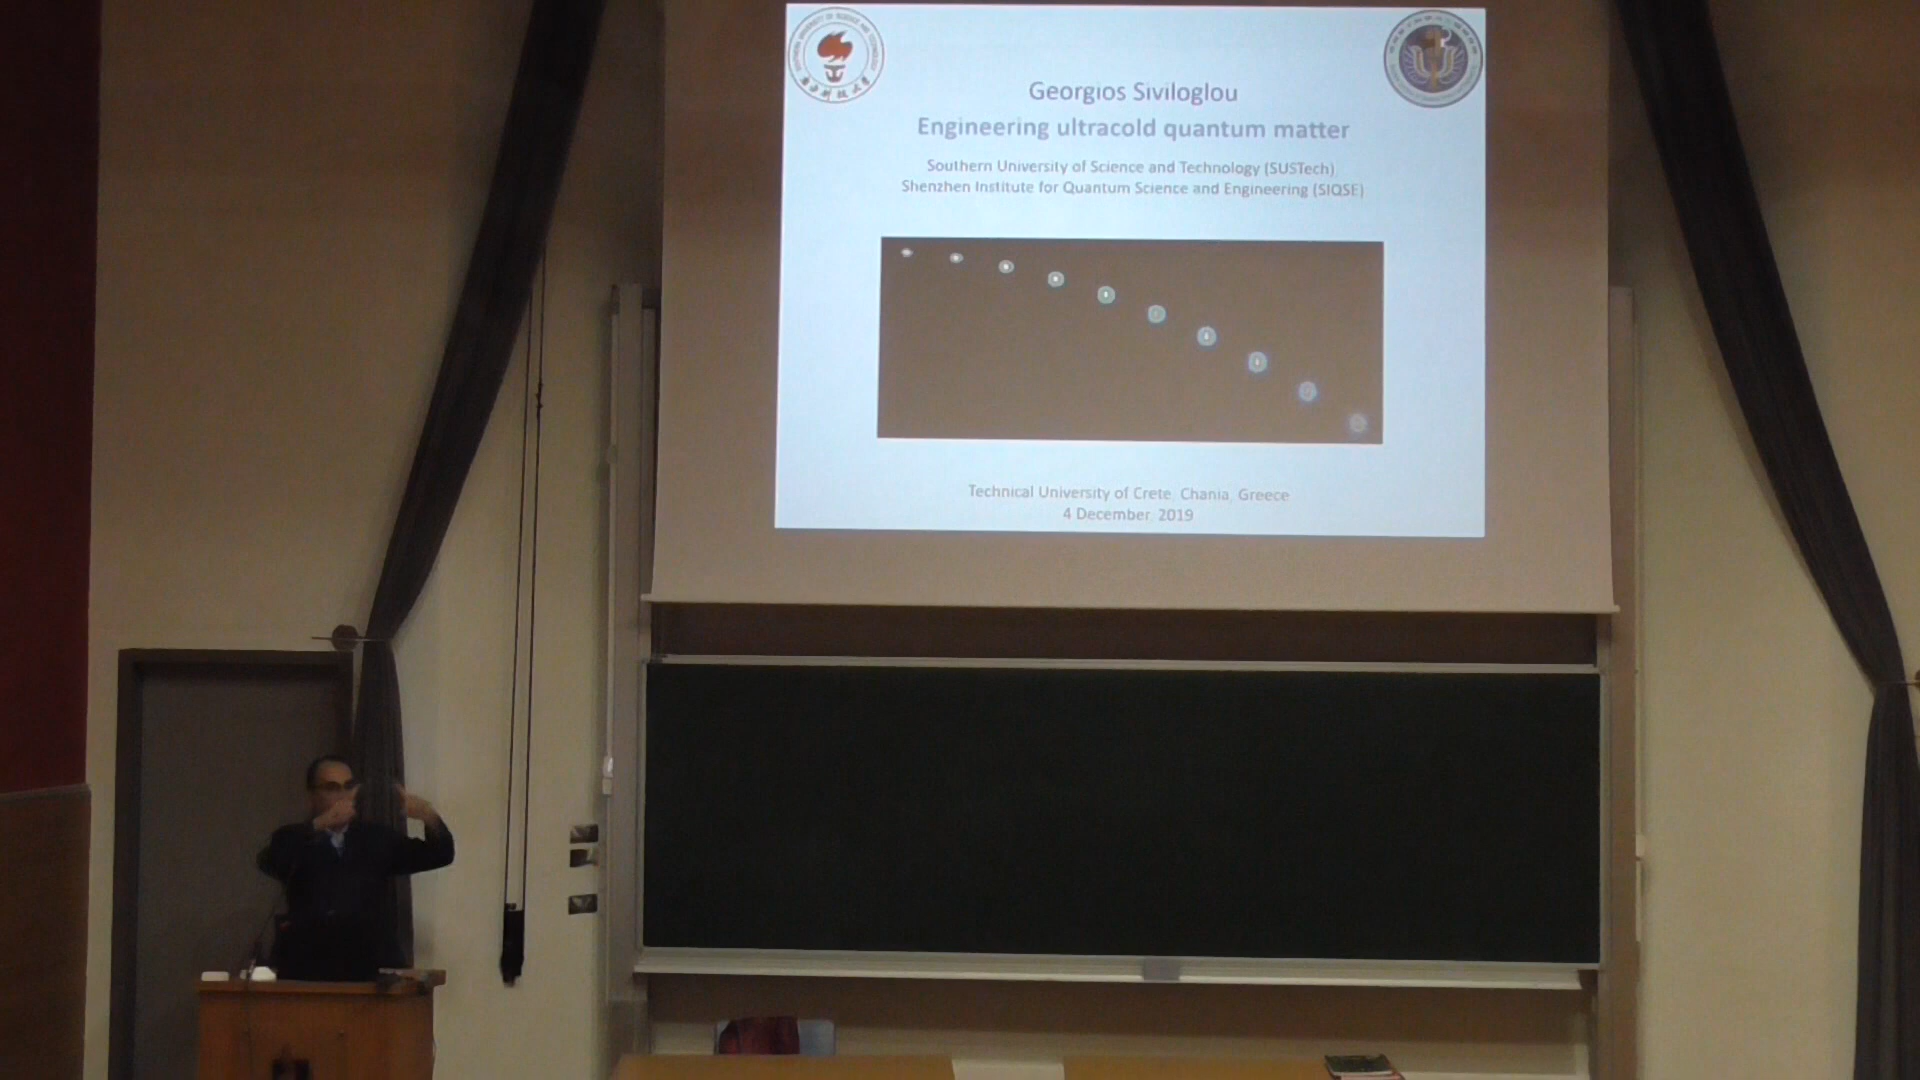 Georgios Siviloglou
Engineering ultracold quantum matter
Southern University of Science and Technology (SUSTech)
Shenzhen Institute for Quantum Science and Engineering (SIQSE)
Technical University of Crete, Chania, Greece
4 December, 2019